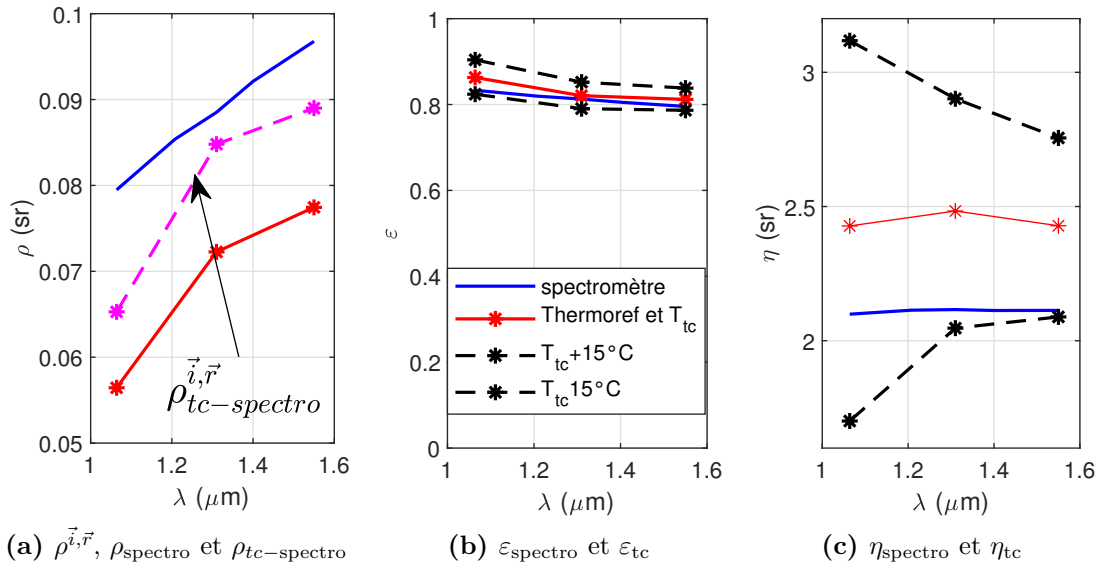 0.1
0.09
0.08
0.07
0.06
0.05
ρ (sr)
1 1.2 1.4 1.6
λ (μm)
ρ^{i⃗,r⃗}_{tc−spectro}
(a) ρ^{i⃗,r⃗}, ρ_spectro et ρ_{tc−spectro}
1
0.8
0.6
0.4
0.2
0
ε
spectromètre
Thermoref et T_tc
T_tc+15°C
T_tc 15°C
1 1.2 1.4 1.6
λ (μm)
(b) ε_spectro et ε_tc
3
2.5
2
η (sr)
1 1.2 1.4 1.6
λ (μm)
(c) η_spectro et η_tc